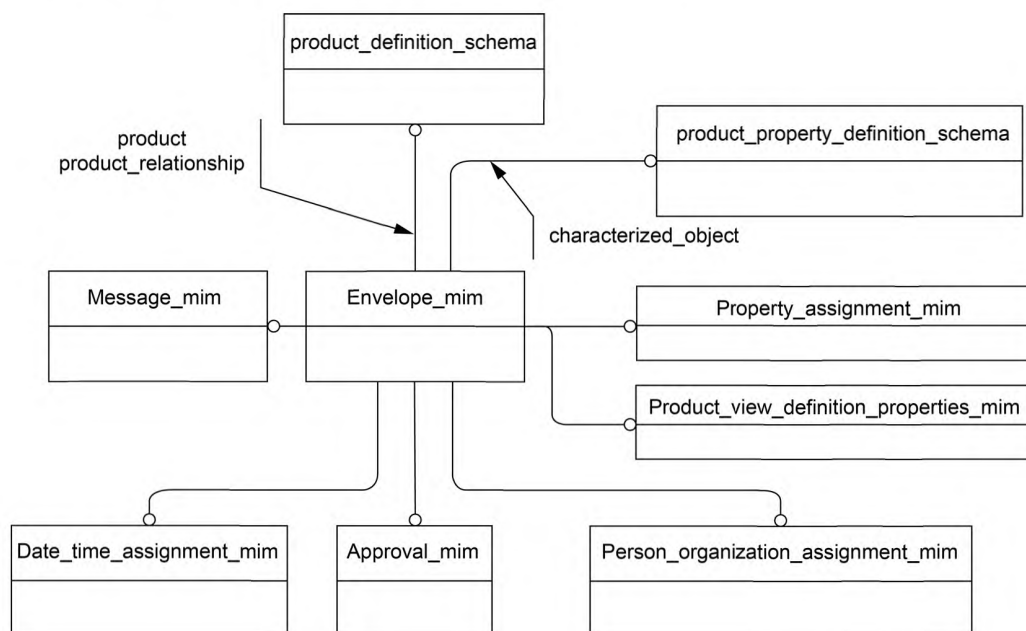 product_definition_schema
product
product_relationship
product_property_definition_schema
characterized_object
Message_mim
Envelope_mim
Property_assignment_mim
Product_view_definition_properties_mim
Date_time_assignment_mim
Approval_mim
Person_organization_assignment_mim